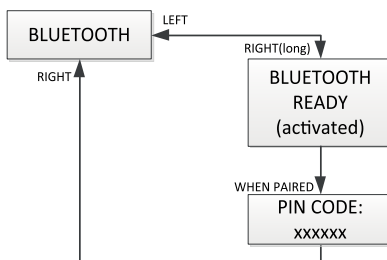 LEFT
BLUETOOTH
RIGHT(long)
RIGHT
BLUETOOTH
READY
(activated)
WHEN PAIRED
PIN CODE:
xxxxxx